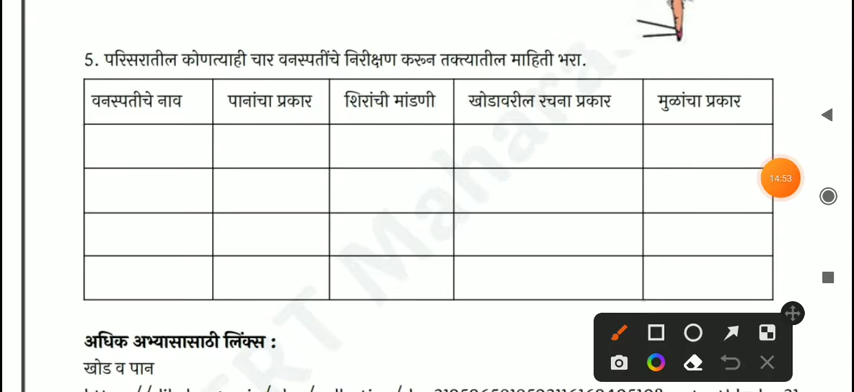 5. परिसरातील कोणत्याही चार वनस्पतींचे निरीक्षण करून तक्त्यातील माहिती भरा.
वनस्पतीचे नाव पानांचा प्रकार शिरांची मांडणी खोडावरील रचना प्रकार मुळांचा प्रकार
14:53
अधिक अभ्यासासाठी लिंक्स :
खोड व पान